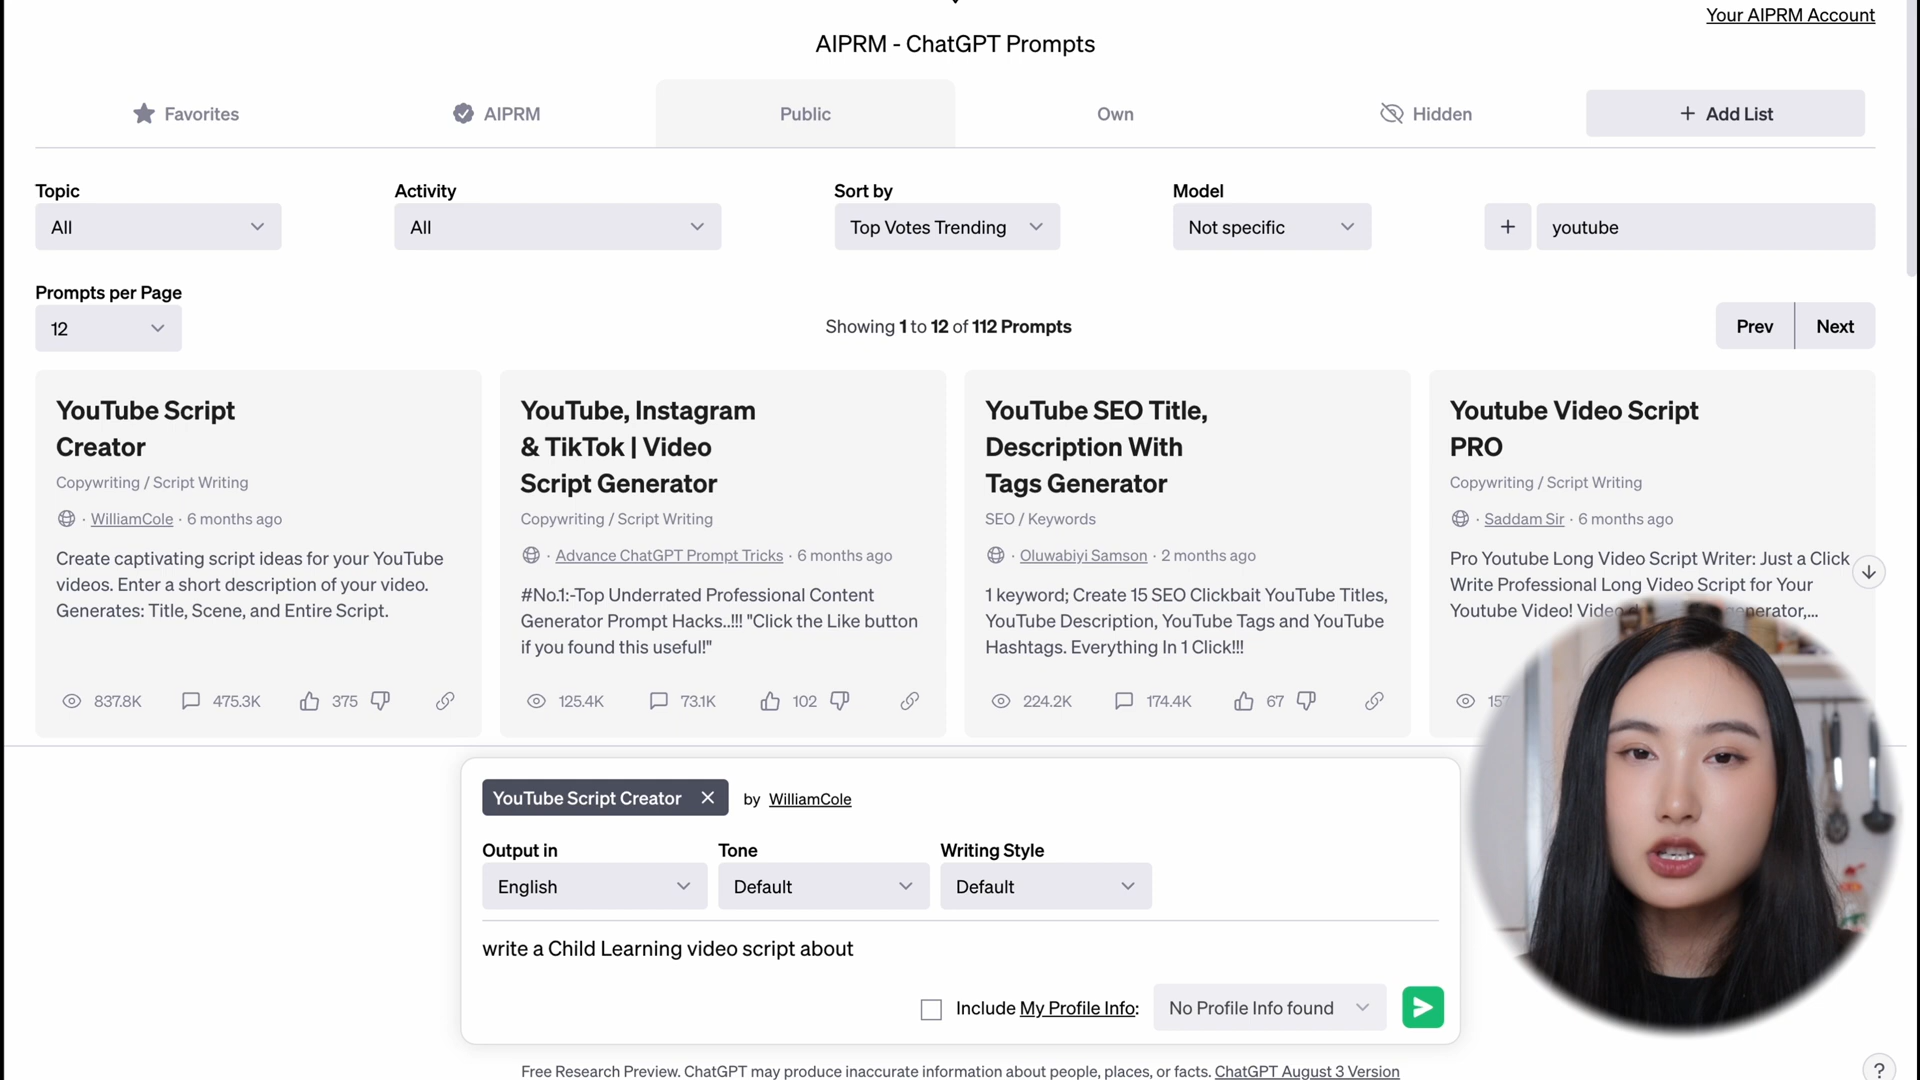 Your AIPRM Account
AIPRM - ChatGPT Prompts
Favorites
AIPRM
Public
Own
Hidden
+ Add List
Topic
Activity
Sort by
Model
All
All
Top Votes Trending
Not specific
+
youtube
Prompts per Page
12
Showing 1 to 12 of 112 Prompts
Prev
Next
YouTube Script
Creator
Copywriting / Script Writing
· WilliamCole · 6 months ago
Create captivating script ideas for your YouTube
videos. Enter a short description of your video.
Generates: Title, Scene, and Entire Script.
837.8K
475.3K
375
YouTube, Instagram
& TikTok | Video
Script Generator
Copywriting / Script Writing
· Advance ChatGPT Prompt Tricks · 6 months ago
#No.1:-Top Underrated Professional Content
Generator Prompt Hacks..!!! "Click the Like button
if you found this useful!"
125.4K
73.1K
102
YouTube SEO Title,
Description With
Tags Generator
SEO / Keywords
· Oluwabiyi Samson · 2 months ago
1 keyword; Create 15 SEO Clickbait YouTube Titles,
YouTube Description, YouTube Tags and YouTube
Hashtags. Everything In 1 Click!!!
224.2K
174.4K
67
Youtube Video Script
PRO
Copywriting / Script Writing
· Saddam Sir · 6 months ago
Pro Youtube Long Video Script Writer: Just a Click
Write Professional Long Video Script for Your
Youtube Video!
YouTube Script Creator
by WilliamCole
Output in
Tone
Writing Style
English
Default
Default
write a Child Learning video script about
Include My Profile Info:
No Profile Info found
Free Research Preview. ChatGPT may produce inaccurate information about people, places, or facts. ChatGPT August 3 Version
?